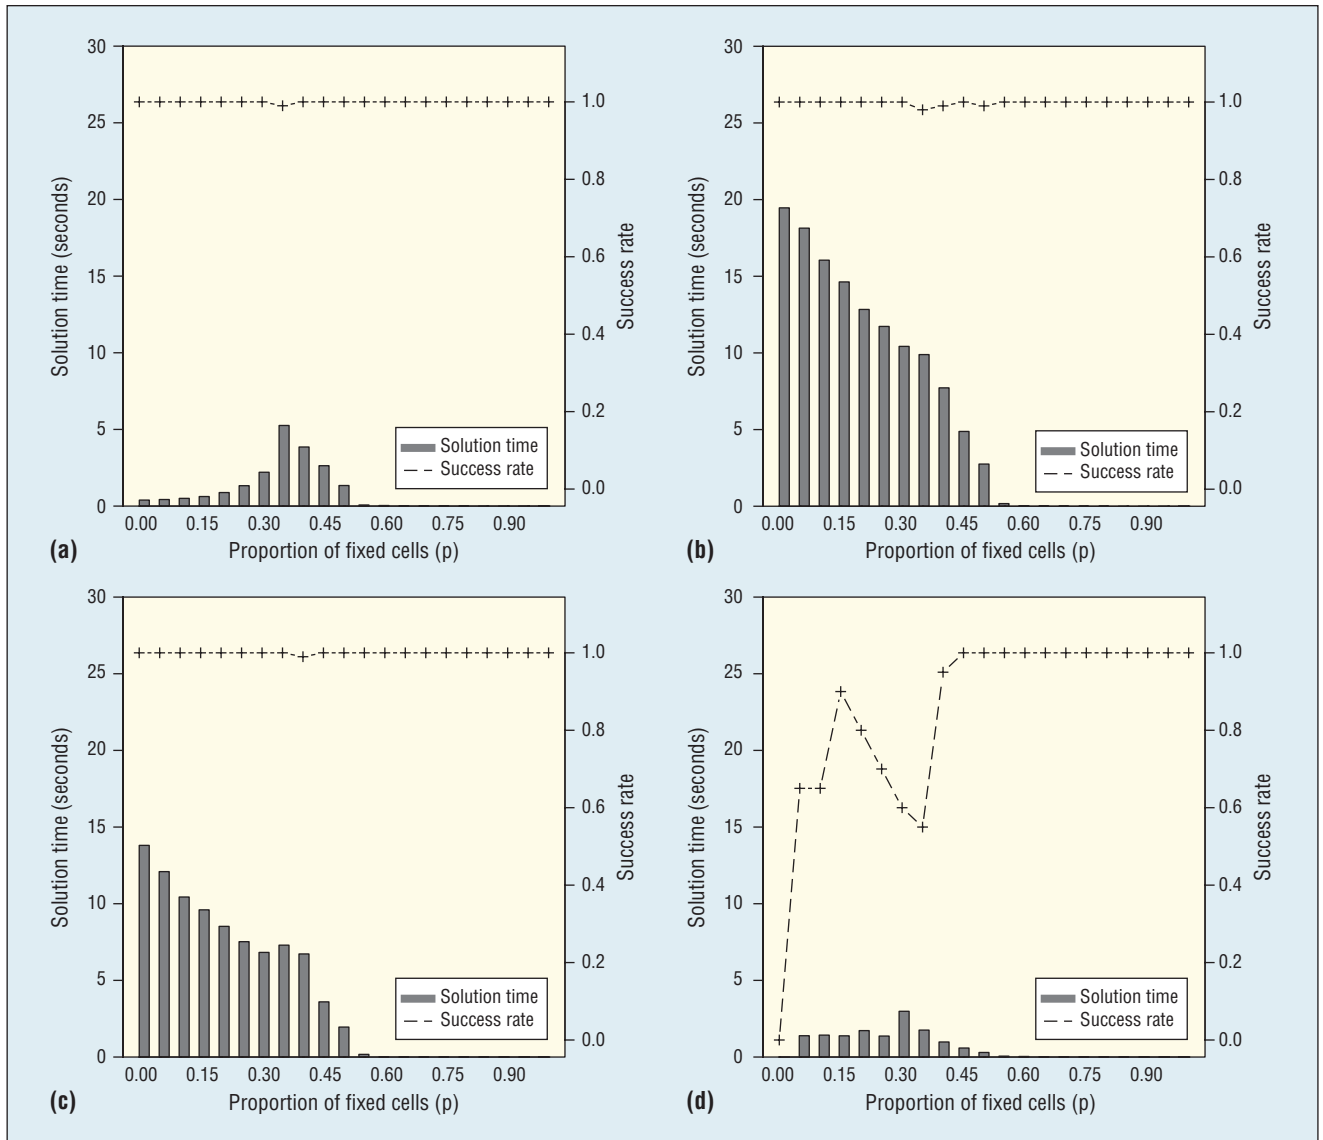 30
25
20
15
10
5
0
Solution time (seconds)
1.0
0.8
0.6
0.4
0.2
0.0
Success rate
Solution time
Success rate
0.00 0.15 0.30 0.45 0.60 0.75 0.90
Proportion of fixed cells (p)
(a)
30
25
20
15
10
5
0
Solution time (seconds)
1.0
0.8
0.6
0.4
0.2
0.0
Success rate
Solution time
Success rate
0.00 0.15 0.30 0.45 0.60 0.75 0.90
Proportion of fixed cells (p)
(b)
30
25
20
15
10
5
0
Solution time (seconds)
1.0
0.8
0.6
0.4
0.2
0.0
Success rate
Solution time
Success rate
0.00 0.15 0.30 0.45 0.60 0.75 0.90
Proportion of fixed cells (p)
(c)
30
25
20
15
10
5
0
Solution time (seconds)
1.0
0.8
0.6
0.4
0.2
0.0
Success rate
Solution time
Success rate
0.00 0.15 0.30 0.45 0.60 0.75 0.90
Proportion of fixed cells (p)
(d)